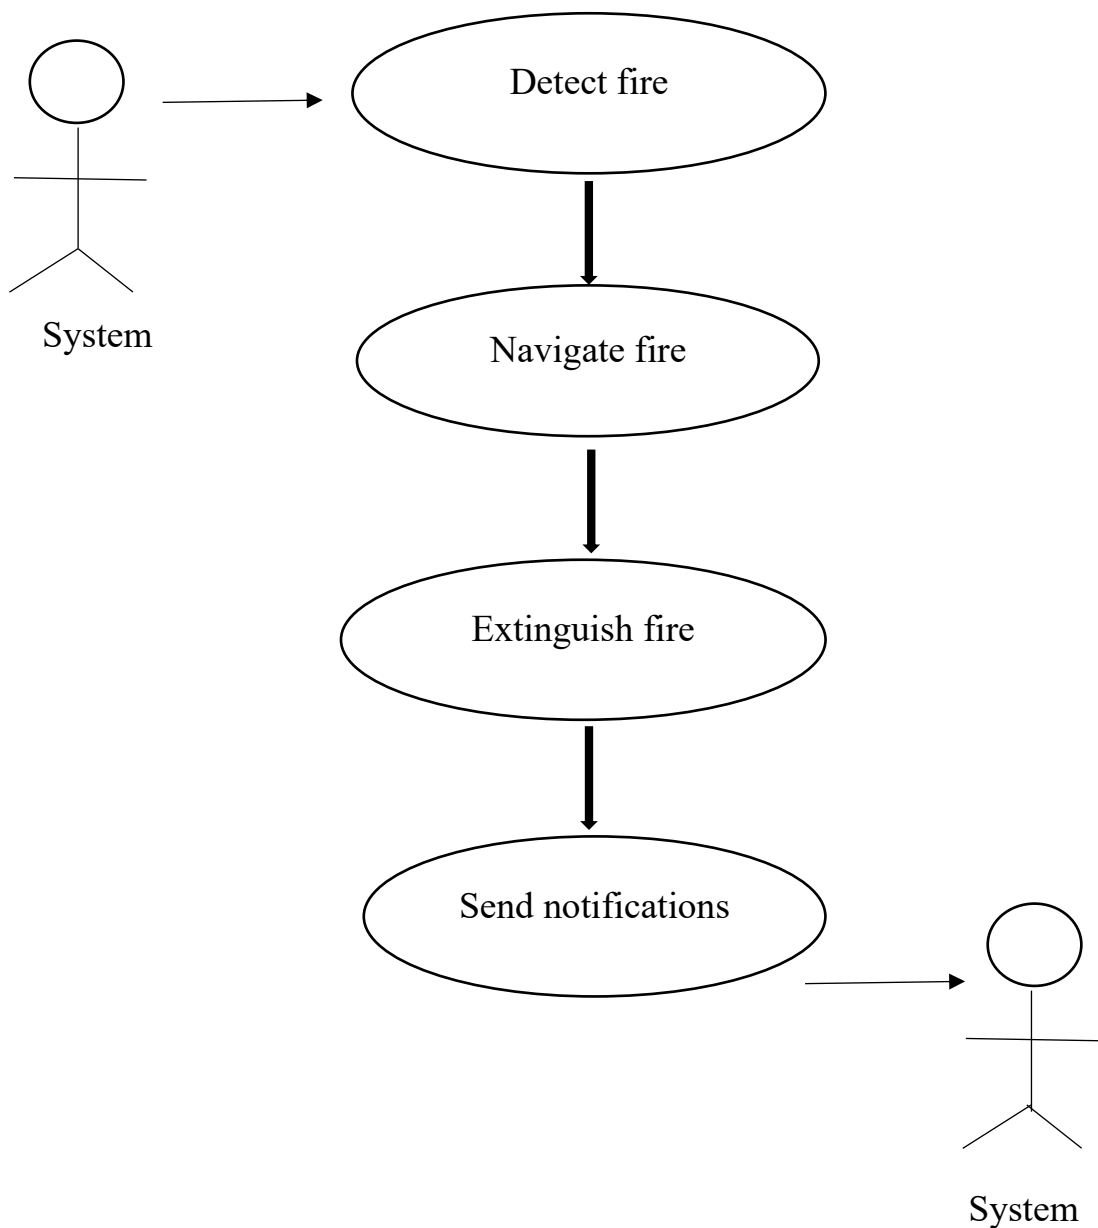 Detect fire
System
Navigate fire
Extinguish fire
Send notifications
System